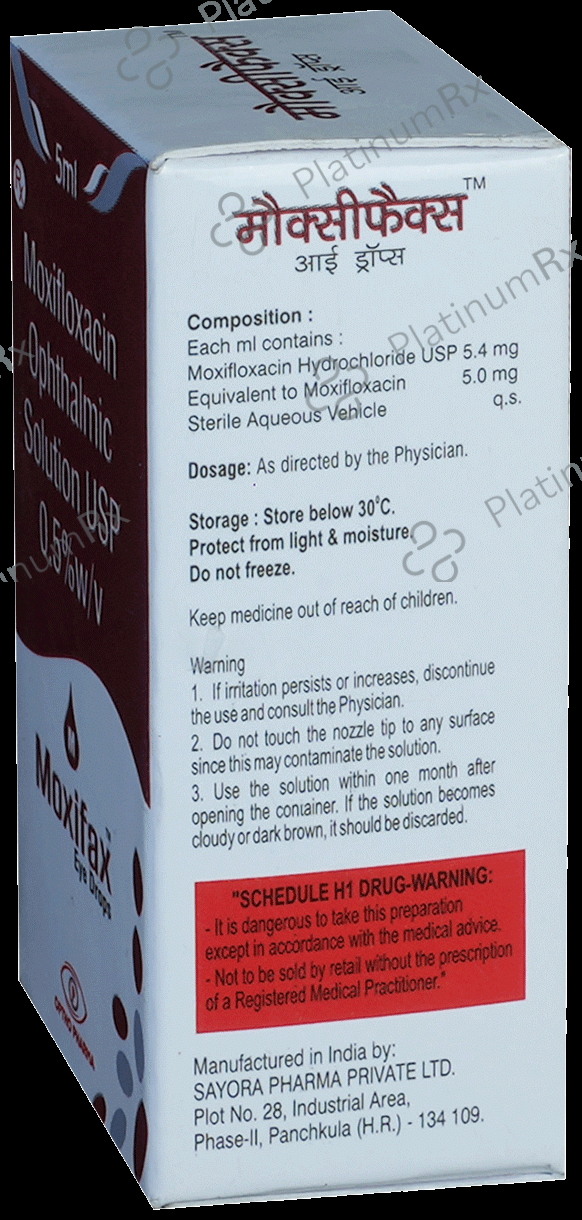 मौक्सीफैक्स
TM
आई ड्रॉप्स
5ml
Rx
Moxifloxacin
Ophthalmic
Solution USP
0.5%W/V
Moxifax
Eye Drops
OPTHO PHARMA
मौक्सीफैक्स™
आई ड्रॉप्स
Composition :
Each ml contains :
Moxifloxacin Hydrochloride USP 5.4 mg
Equivalent to Moxifloxacin 5.0 mg
Sterile Aqueous Vehicle q.s.
Dosage: As directed by the Physician.
Storage : Store below 30°C.
Protect from light & moisture.
Do not freeze.
Keep medicine out of reach of children.
Warning
1. If irritation persists or increases, discontinue
the use and consult the Physician.
2. Do not touch the nozzle tip to any surface
since this may contaminate the solution.
3. Use the solution within one month after
opening the container. If the solution becomes
cloudy or dark brown, it should be discarded.
"SCHEDULE H1 DRUG-WARNING:
- It is dangerous to take this preparation
except in accordance with the medical advice.
- Not to be sold by retail without the prescription
of a Registered Medical Practitioner."
Manufactured in India by:
SAYORA PHARMA PRIVATE LTD.
Plot No. 28, Industrial Area,
Phase-II, Panchkula (H.R.) - 134 109.
PlatinumRx
PlatinumRx
PlatinumRx